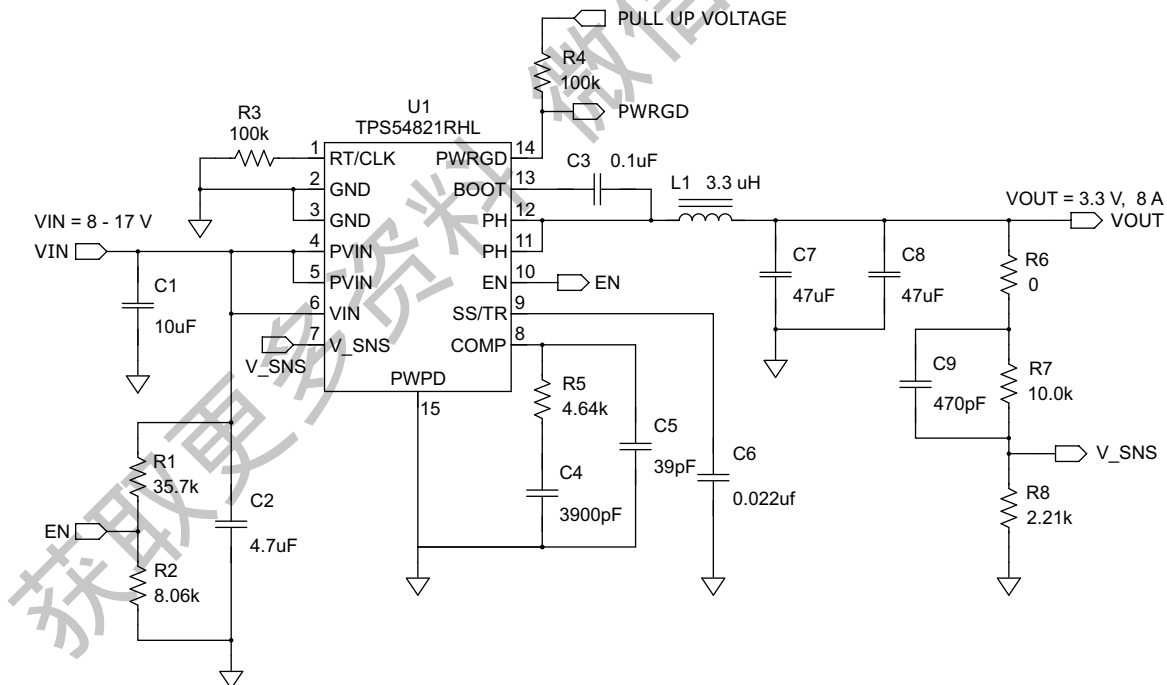 PULL UP VOLTAGE
R4
100k
PWRGD
U1
TPS54821RHL
R3
100k
1 RT/CLK
2 GND
3 GND
4 PVIN
5 PVIN
6 VIN
7 V_SNS
PWRGD 14
BOOT 13
PH 12
PH 11
EN 10
SS/TR 9
COMP 8
PWPD
15
C3 0.1uF
L1 3.3 uH
VOUT = 3.3 V, 8 A
VOUT
VIN = 8 - 17 V
VIN
C1
10uF
V_SNS
EN
C7
47uF
C8
47uF
R6
0
C9
470pF
R7
10.0k
V_SNS
R8
2.21k
R5
4.64k
C4
3900pF
C5
39pF
C6
0.022uf
R1
35.7k
EN
R2
8.06k
C2
4.7uF
获取更多资料 微信